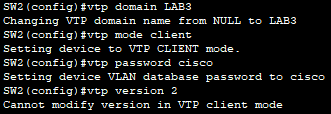 SW2(config)#vtp domain LAB3
Changing VTP domain name from NULL to LAB3
SW2(config)#vtp mode client
Setting device to VTP CLIENT mode.
SW2(config)#vtp password cisco
Setting device VLAN database password to cisco
SW2(config)#vtp version 2
Cannot modify version in VTP client mode